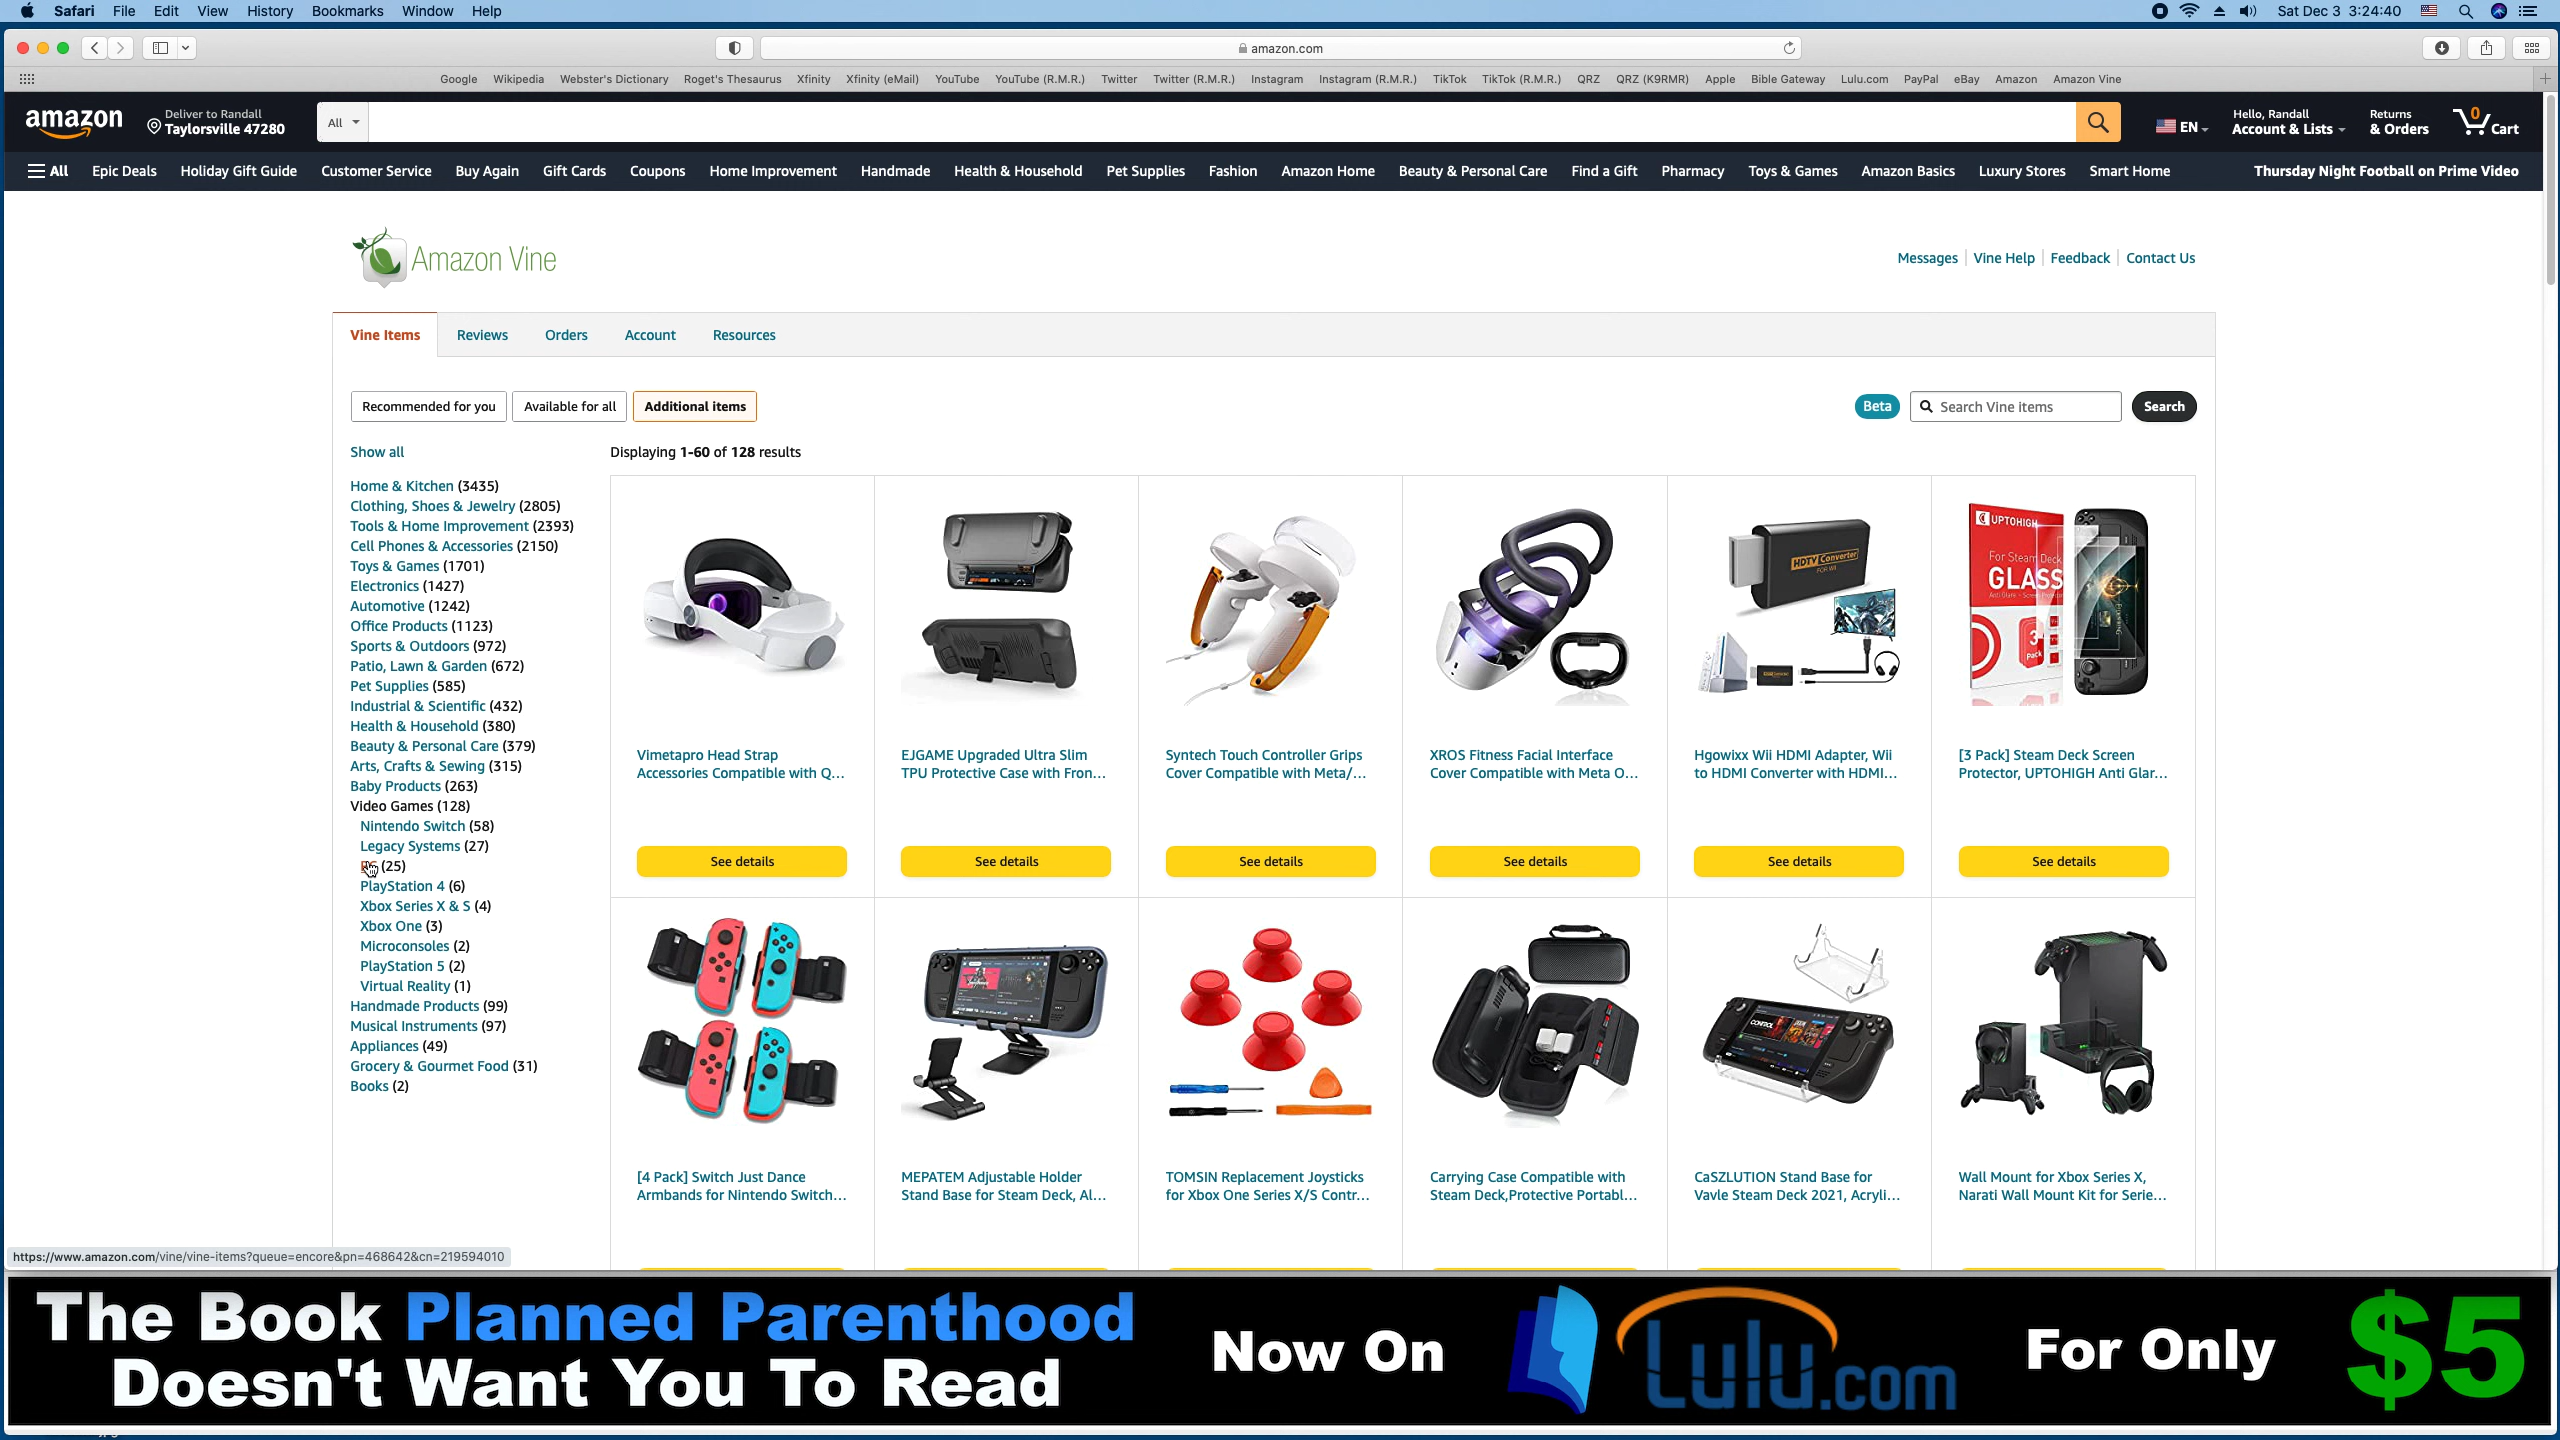 Safari File Edit View History Bookmarks Window Help
Sat Dec 3 3:24:40
amazon.com
Google Wikipedia Webster's Dictionary Roget's Thesaurus Xfinity Xfinity (eMail) YouTube YouTube (R.M.R.) Twitter Twitter (R.M.R.) Instagram Instagram (R.M.R.) TikTok TikTok (R.M.R.) QRZ QRZ (K9RMR) Apple Bible Gateway Lulu.com PayPal eBay Amazon Amazon Vine
amazon
Deliver to Randall
Taylorsville 47280
All
EN
Hello, Randall
Account & Lists
Returns
& Orders
0
Cart
All Epic Deals Holiday Gift Guide Customer Service Buy Again Gift Cards Coupons Home Improvement Handmade Health & Household Pet Supplies Fashion Amazon Home Beauty & Personal Care Find a Gift Pharmacy Toys & Games Amazon Basics Luxury Stores Smart Home Thursday Night Football on Prime Video
Amazon Vine
Messages Vine Help Feedback Contact Us
Vine Items Reviews Orders Account Resources
Recommended for you Available for all Additional items
Beta Search Vine items Search
Show all
Displaying 1-60 of 128 results
Home & Kitchen (3435)
Clothing, Shoes & Jewelry (2805)
Tools & Home Improvement (2393)
Cell Phones & Accessories (2150)
Toys & Games (1701)
Electronics (1427)
Automotive (1242)
Office Products (1123)
Sports & Outdoors (972)
Patio, Lawn & Garden (672)
Pet Supplies (585)
Industrial & Scientific (432)
Health & Household (380)
Beauty & Personal Care (379)
Arts, Crafts & Sewing (315)
Baby Products (263)
Video Games (128)
Nintendo Switch (58)
Legacy Systems (27)
(25)
PlayStation 4 (6)
Xbox Series X & S (4)
Xbox One (3)
Microconsoles (2)
PlayStation 5 (2)
Virtual Reality (1)
Handmade Products (99)
Musical Instruments (97)
Appliances (49)
Grocery & Gourmet Food (31)
Books (2)
HDTV Converter
FOR WII
UPTOHIGH
For Steam Deck
GLASS
3
Pack
Vimetapro Head Strap
Accessories Compatible with Q...
See details
EJGAME Upgraded Ultra Slim
TPU Protective Case with Fron...
See details
Syntech Touch Controller Grips
Cover Compatible with Meta/...
See details
XROS Fitness Facial Interface
Cover Compatible with Meta O...
See details
Hgowixx Wii HDMI Adapter, Wii
to HDMI Converter with HDMI...
See details
[3 Pack] Steam Deck Screen
Protector, UPTOHIGH Anti Glar...
See details
CONTROL
[4 Pack] Switch Just Dance
Armbands for Nintendo Switch...
MEPATEM Adjustable Holder
Stand Base for Steam Deck, Al...
TOMSIN Replacement Joysticks
for Xbox One Series X/S Contr...
Carrying Case Compatible with
Steam Deck,Protective Portabl...
CaSZLUTION Stand Base for
Vavle Steam Deck 2021, Acryli...
Wall Mount for Xbox Series X,
Narati Wall Mount Kit for Serie...
https://www.amazon.com/vine/vine-items?queue=encore&pn=468642&cn=219594010
The Book Planned Parenthood
Doesn't Want You To Read
Now On
Lulu.com
For Only
$5